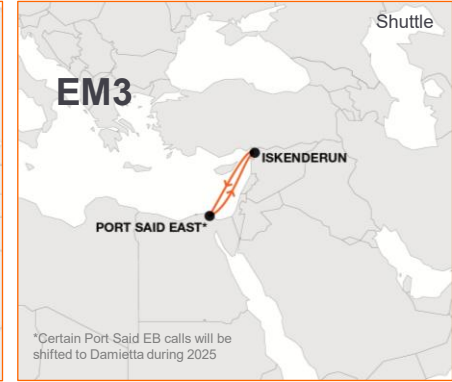 Shuttle
EM3
ISKENDERUN
PORT SAID EAST*
*Certain Port Said EB calls will be
shifted to Damietta during 2025